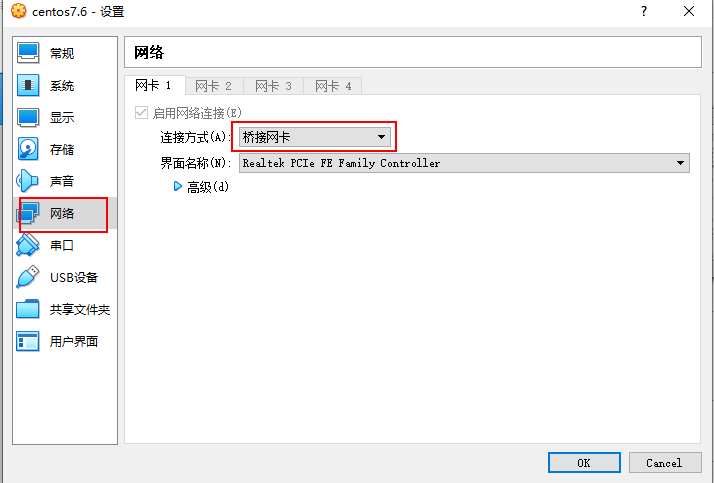 centos7.6 - 设置
?
常规
系统
显示
存储
声音
网络
串口
USB设备
共享文件夹
用户界面
网络
网卡 1 网卡 2 网卡 3 网卡 4
启用网络连接(E)
连接方式(A): 桥接网卡
界面名称(N): Realtek PCIe FE Family Controller
高级(d)
OK Cancel